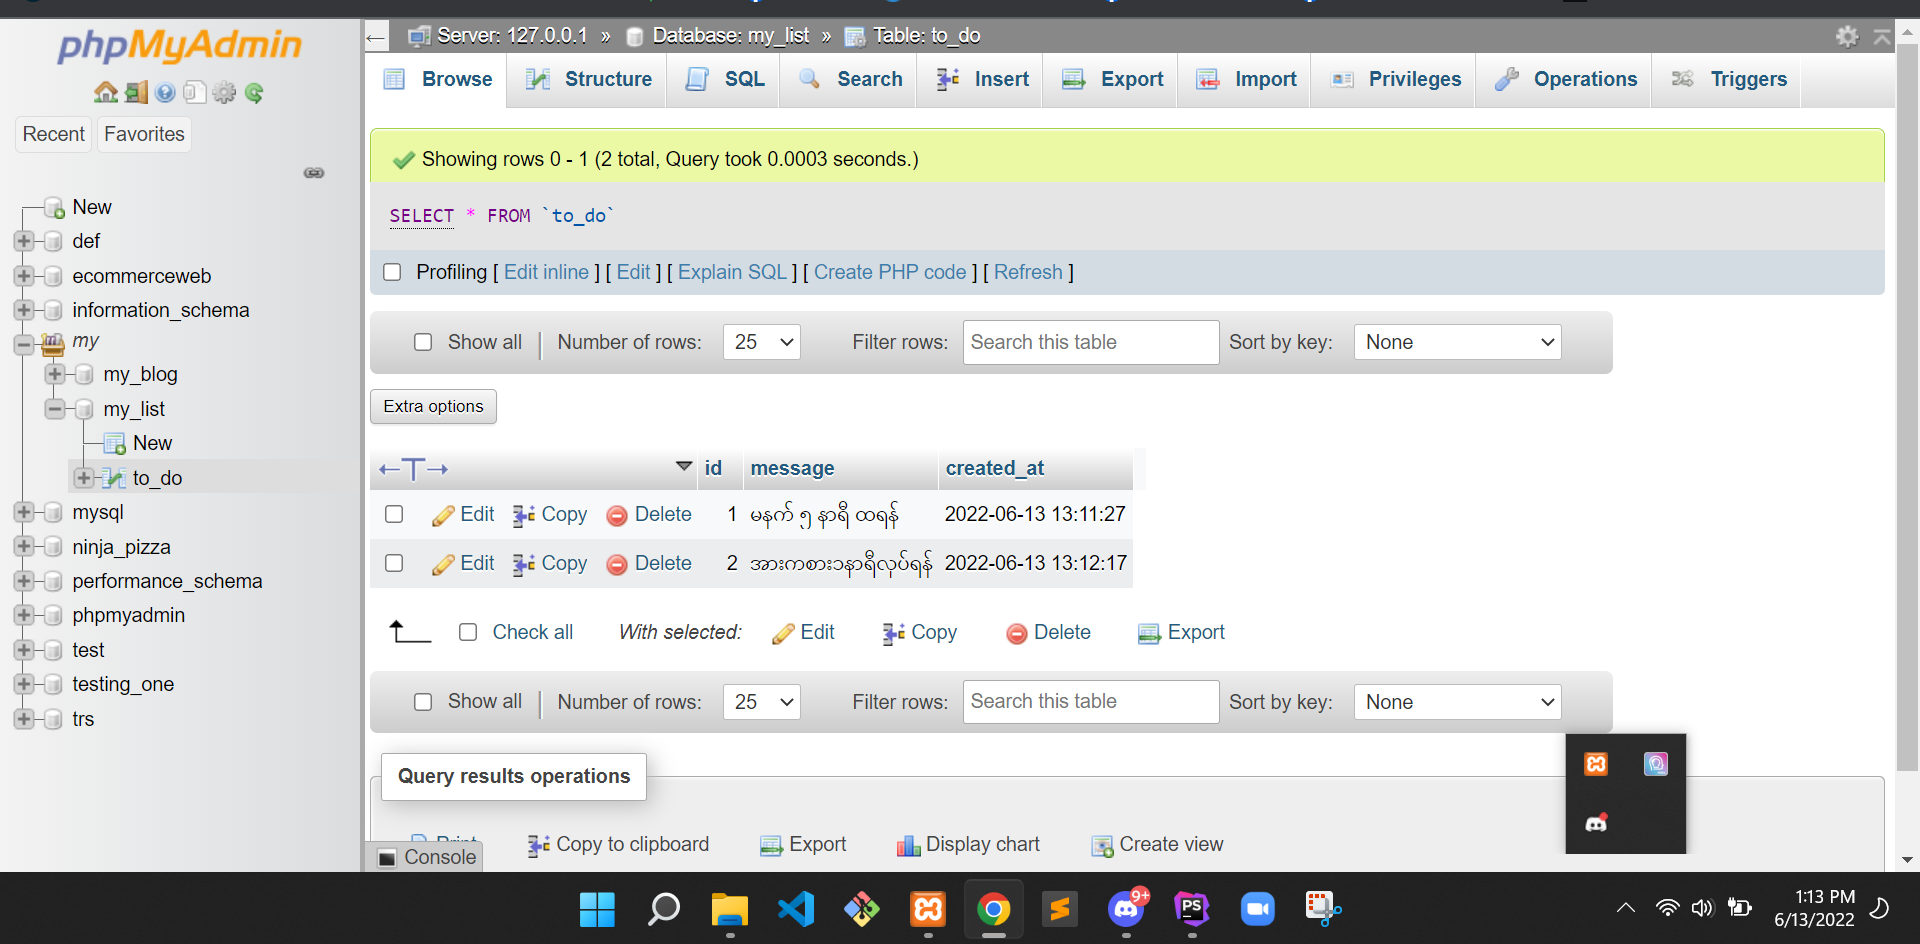 phpMyAdmin
Recent Favorites
New
def
ecommerceweb
information_schema
my
my_blog
my_list
New
to_do
mysql
ninja_pizza
performance_schema
phpmyadmin
test
testing_one
trs
Server: 127.0.0.1 » Database: my_list » Table: to_do
Browse Structure SQL Search Insert Export Import Privileges Operations Triggers
Showing rows 0 - 1 (2 total, Query took 0.0003 seconds.)
SELECT * FROM `to_do`
Profiling [ Edit inline ] [ Edit ] [ Explain SQL ] [ Create PHP code ] [ Refresh ]
Show all Number of rows: 25 Filter rows: Search this table Sort by key: None
Extra options
←T→ id message created_at
Edit Copy Delete 1 မနက် ၅ နာရီ ထရန် 2022-06-13 13:11:27
Edit Copy Delete 2 အားကစား၁နာရီလုပ်ရန် 2022-06-13 13:12:17
Check all With selected: Edit Copy Delete Export
Show all Number of rows: 25 Filter rows: Search this table Sort by key: None
Query results operations
Print Copy to clipboard Export Display chart Create view
Console
9+
PS
1:13 PM
6/13/2022